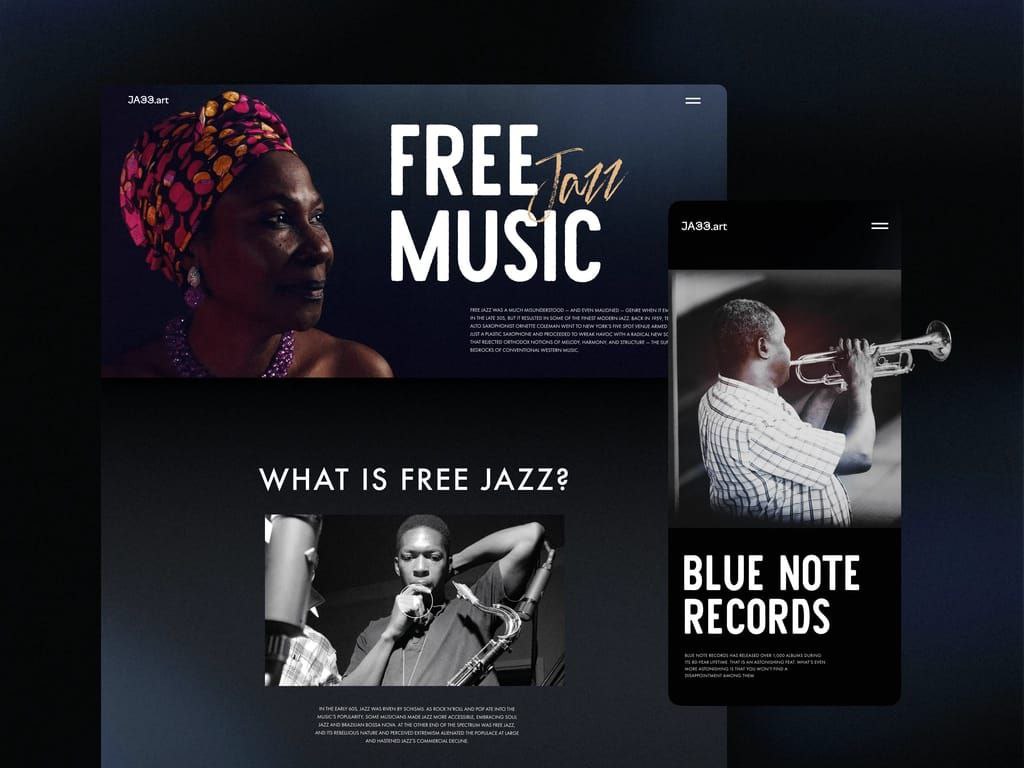 JAЗЗ.art
FREE
Jazz
MUSIC
FREE JAZZ WAS A MUCH MISUNDERSTOOD — AND EVEN MALIGNED — GENRE WHEN IT
IN THE LATE 50S, BUT IT RESULTED IN SOME OF THE FINEST MODERN JAZZ. BACK IN 1959,
ALTO SAXOPHONIST ORNETTE COLEMAN WENT TO NEW YORK'S FIVE SPOT VENUE ARMED
JUST A PLASTIC SAXOPHONE AND PROCEEDED TO WREAK HAVOC WITH A RADICAL NEW
THAT REJECTED ORTHODOX NOTIONS OF MELODY, HARMONY, AND STRUCTURE — THE
BEDROCKS OF CONVENTIONAL WESTERN MUSIC.
WHAT IS FREE JAZZ?
IN THE EARLY 60S, JAZZ WAS RIVEN BY SCHISMS. AS ROCK'N'ROLL AND POP ATE INTO THE
MUSIC'S POPULARITY, SOME MUSICIANS MADE JAZZ MORE ACCESSIBLE, EMBRACING SOUL
JAZZ AND BRAZILIAN BOSSA NOVA. AT THE OTHER END OF THE SPECTRUM WAS FREE JAZZ,
AND ITS REBELLIOUS NATURE AND PERCEIVED EXTREMISM ALIENATED THE POPULACE AT LARGE
AND HASTENED JAZZ'S COMMERCIAL DECLINE.
JAЗЗ.art
BLUE NOTE
RECORDS
BLUE NOTE RECORDS HAS RELEASED OVER 1,000 ALBUMS DURING
ITS 80-YEAR LIFETIME. THAT IS AN ASTONISHING FEAT. WHAT'S EVEN
MORE ASTONISHING IS THAT YOU WON'T FIND A
DISAPPOINTMENT AMONG THEM.